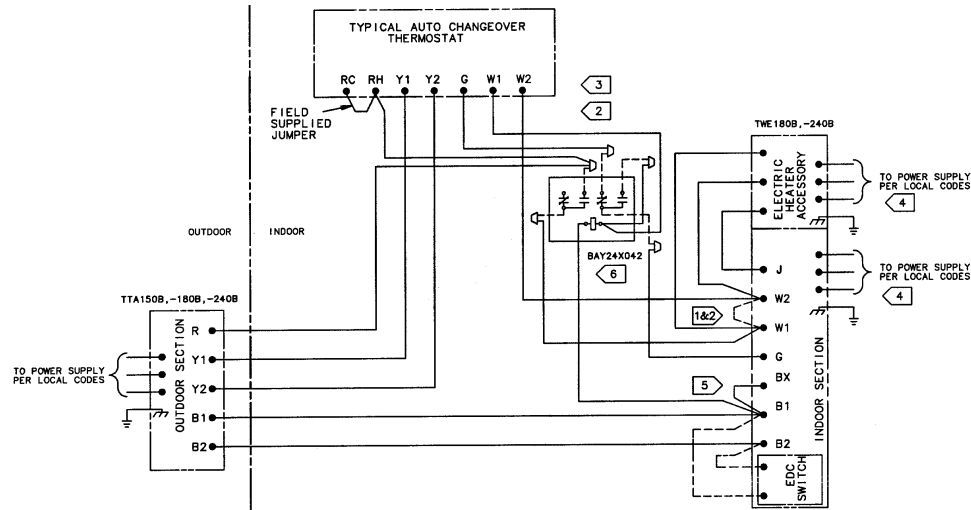 TYPICAL AUTO CHANGEOVER
THERMOSTAT
RC RH Y1 Y2 G W1 W2
FIELD
SUPPLIED
JUMPER
3
2
TWE180B,-240B
ELECTRIC
HEATER
ACCESSORY
TO POWER SUPPLY
PER LOCAL CODES
4
OUTDOOR
INDOOR
BAY24X042
6
J
TO POWER SUPPLY
PER LOCAL CODES
4
W2
1&2
W1
G
5
BX
B1
B2
INDOOR SECTION
EDC
SWITCH
TTA150B,-180B,-240B
R
Y1
Y2
B1
B2
OUTDOOR SECTION
TO POWER SUPPLY
PER LOCAL CODES